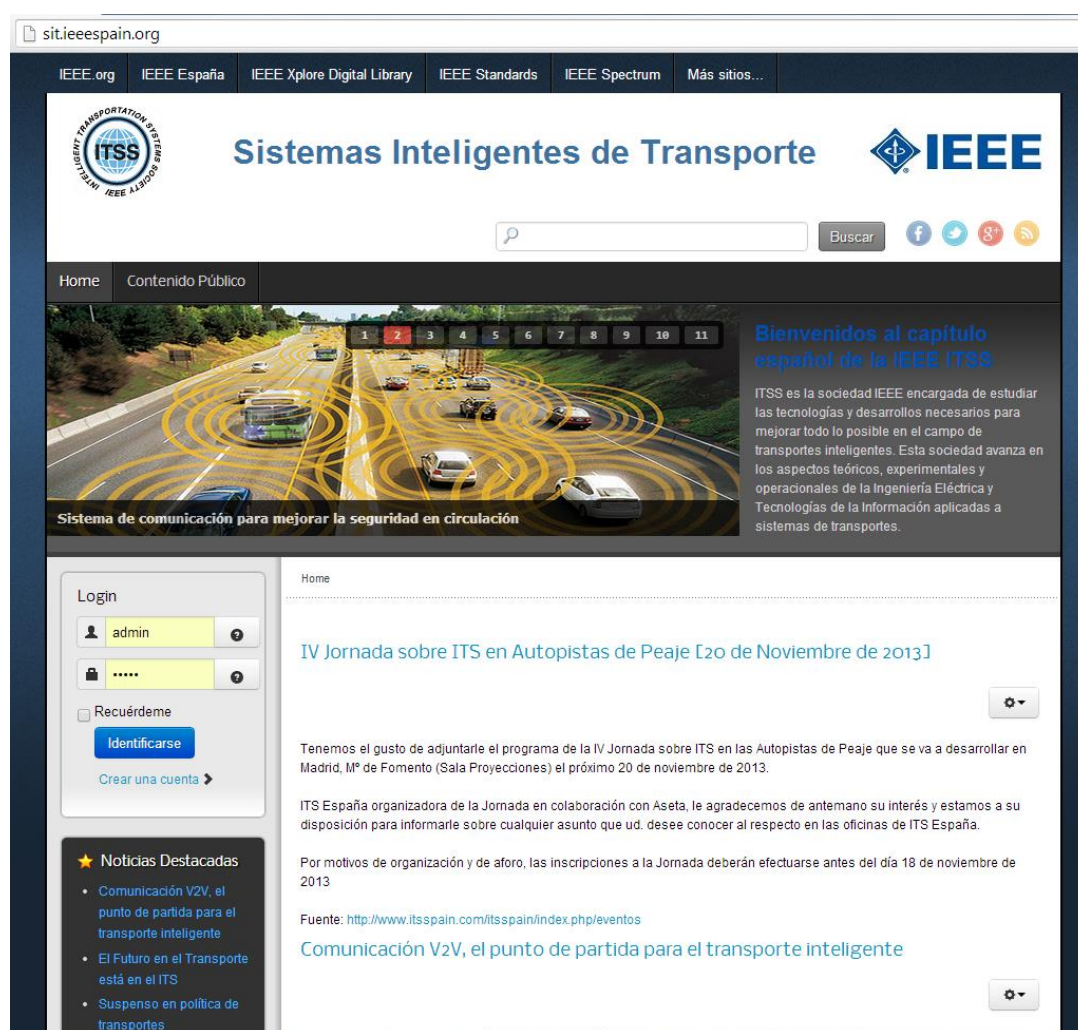 sit.ieeespain.org
IEEE.org IEEE España IEEE Xplore Digital Library IEEE Standards IEEE Spectrum Más sitios...
INTELLIGENT TRANSPORTATION SYSTEMS SOCIETY
ITSS
IEEE
Sistemas Inteligentes de Transporte
IEEE
Buscar
Home Contenido Público
1 2 3 4 5 6 7 8 9 10 11
Sistema de comunicación para mejorar la seguridad en circulación
Bienvenidos al capítulo
español de la IEEE ITSS
ITSS es la sociedad IEEE encargada de estudiar
las tecnologías y desarrollos necesarios para
mejorar todo lo posible en el campo de
transportes inteligentes. Esta sociedad avanza en
los aspectos teóricos, experimentales y
operacionales de la Ingeniería Eléctrica y
Tecnologías de la Información aplicadas a
sistemas de transportes.
Login
admin
•••••
Recuérdeme
Identificarse
Crear una cuenta
Noticias Destacadas
Comunicación V2V, el
punto de partida para el
transporte inteligente
El Futuro en el Transporte
está en el ITS
Suspenso en política de
transportes
Home
IV Jornada sobre ITS en Autopistas de Peaje [20 de Noviembre de 2013]
Tenemos el gusto de adjuntarle el programa de la IV Jornada sobre ITS en las Autopistas de Peaje que se va a desarrollar en
Madrid, Mº de Fomento (Sala Proyecciones) el próximo 20 de noviembre de 2013.
ITS España organizadora de la Jornada en colaboración con Aseta, le agradecemos de antemano su interés y estamos a su
disposición para informarle sobre cualquier asunto que ud. desee conocer al respecto en las oficinas de ITS España.
Por motivos de organización y de aforo, las inscripciones a la Jornada deberán efectuarse antes del día 18 de noviembre de
2013
Fuente: http://www.itsspain.com/itsspain/index.php/eventos
Comunicación V2V, el punto de partida para el transporte inteligente